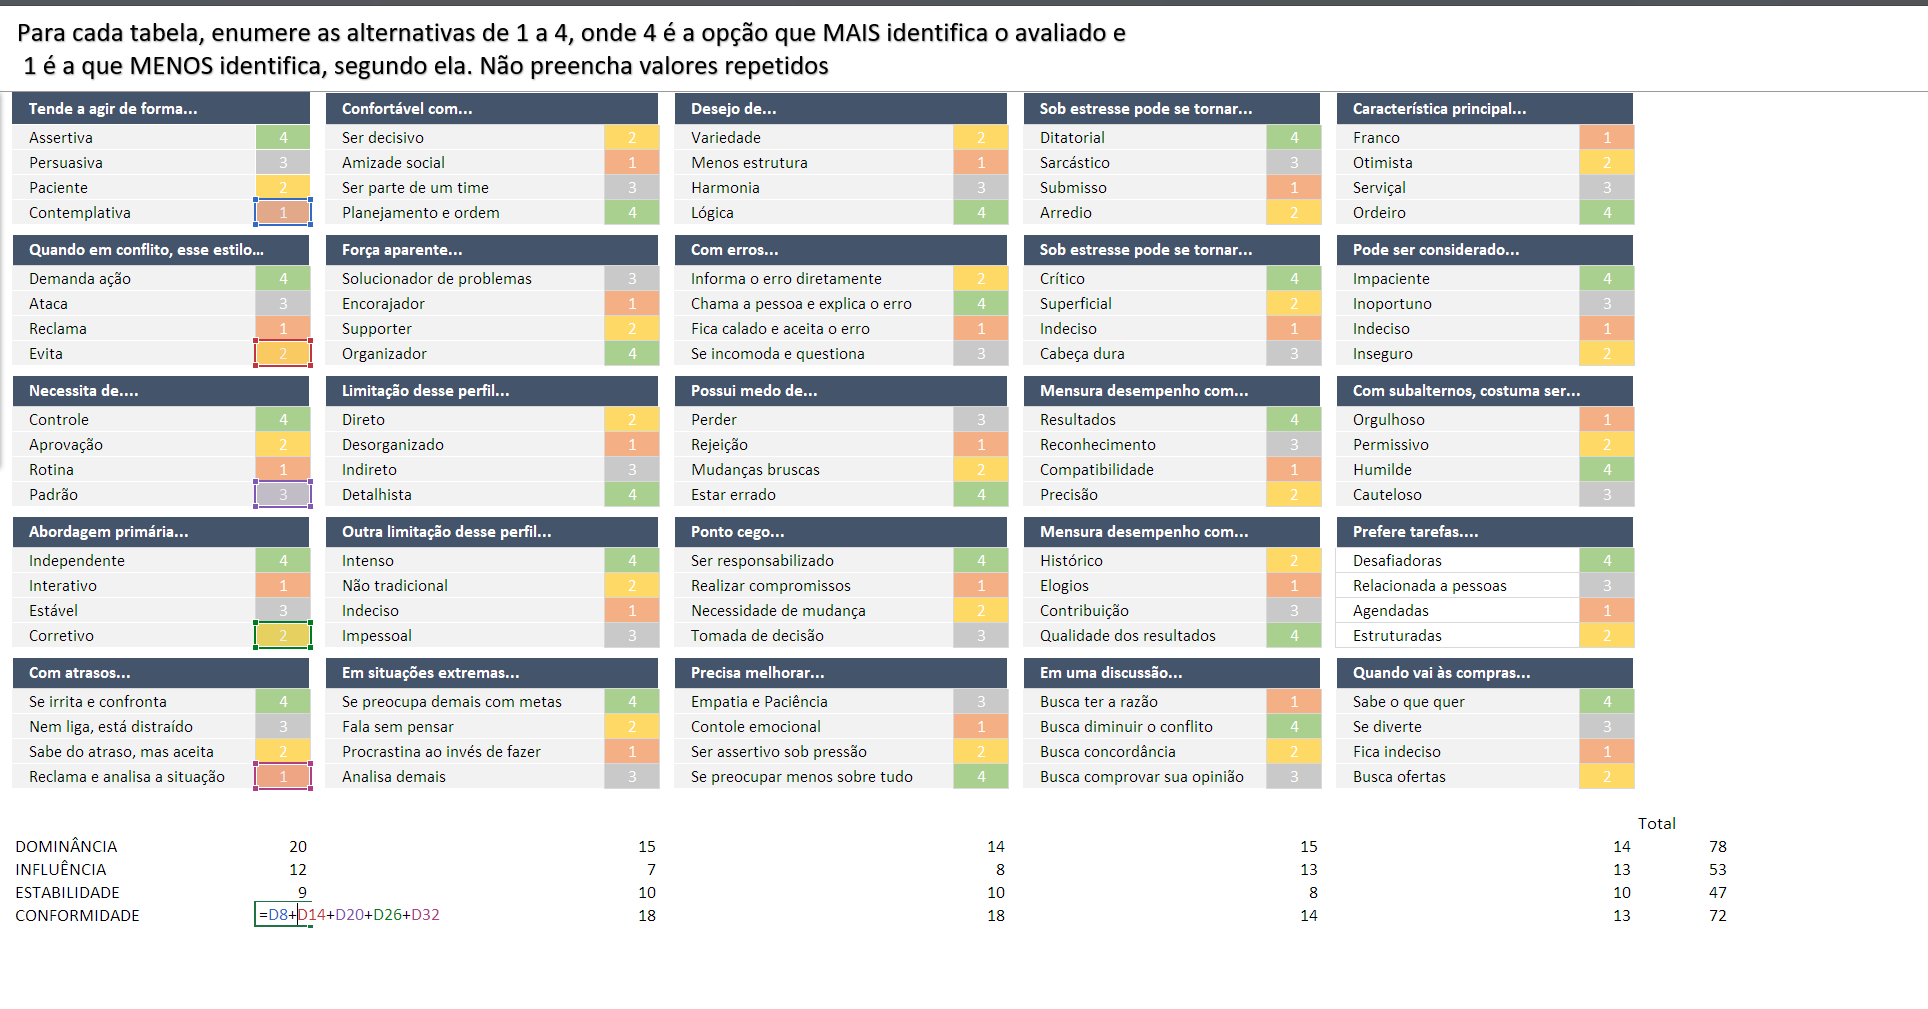 Para cada tabela, enumere as alternativas de 1 a 4, onde 4 é a opção que MAIS identifica o avaliado e
1 é a que MENOS identifica, segundo ela. Não preencha valores repetidos
Tende a agir de forma... Confortável com... Desejo de... Sob estresse pode se tornar... Característica principal...
Assertiva 4 Ser decisivo 2 Variedade 2 Ditatorial 4 Franco 1
Persuasiva 3 Amizade social 1 Menos estrutura 1 Sarcástico 3 Otimista 2
Paciente 2 Ser parte de um time 3 Harmonia 3 Submisso 1 Serviçal 3
Contemplativa 1 Planejamento e ordem 4 Lógica 4 Arredio 2 Ordeiro 4
Quando em conflito, esse estilo... Força aparente... Com erros... Sob estresse pode se tornar... Pode ser considerado...
Demanda ação 4 Solucionador de problemas 3 Informa o erro diretamente 2 Crítico 4 Impaciente 4
Ataca 3 Encorajador 1 Chama a pessoa e explica o erro 4 Superficial 2 Inoportuno 3
Reclama 1 Supporter 2 Fica calado e aceita o erro 1 Indeciso 1 Indeciso 1
Evita 2 Organizador 4 Se incomoda e questiona 3 Cabeça dura 3 Inseguro 2
Necessita de.... Limitação desse perfil... Possui medo de... Mensura desempenho com... Com subalternos, costuma ser...
Controle 4 Direto 2 Perder 3 Resultados 4 Orgulhoso 1
Aprovação 2 Desorganizado 1 Rejeição 1 Reconhecimento 3 Permissivo 2
Rotina 1 Indireto 3 Mudanças bruscas 2 Compatibilidade 1 Humilde 4
Padrão 3 Detalhista 4 Estar errado 4 Precisão 2 Cauteloso 3
Abordagem primária... Outra limitação desse perfil... Ponto cego... Mensura desempenho com... Prefere tarefas....
Independente 4 Intenso 4 Ser responsabilizado 4 Histórico 2 Desafiadoras 4
Interativo 1 Não tradicional 2 Realizar compromissos 1 Elogios 1 Relacionada a pessoas 3
Estável 3 Indeciso 1 Necessidade de mudança 2 Contribuição 3 Agendadas 1
Corretivo 2 Impessoal 3 Tomada de decisão 3 Qualidade dos resultados 4 Estruturadas 2
Com atrasos... Em situações extremas... Precisa melhorar... Em uma discussão... Quando vai às compras...
Se irrita e confronta 4 Se preocupa demais com metas 4 Empatia e Paciência 3 Busca ter a razão 1 Sabe o que quer 4
Nem liga, está distraído 3 Fala sem pensar 2 Contole emocional 1 Busca diminuir o conflito 4 Se diverte 3
Sabe do atraso, mas aceita 2 Procrastina ao invés de fazer 1 Ser assertivo sob pressão 2 Busca concordância 2 Fica indeciso 1
Reclama e analisa a situação 1 Analisa demais 3 Se preocupar menos sobre tudo 4 Busca comprovar sua opinião 3 Busca ofertas 2
Total
DOMINÂNCIA 20 15 14 15 14 78
INFLUÊNCIA 12 7 8 13 13 53
ESTABILIDADE 9 10 10 8 10 47
CONFORMIDADE =D8+D14+D20+D26+D32 18 18 14 13 72